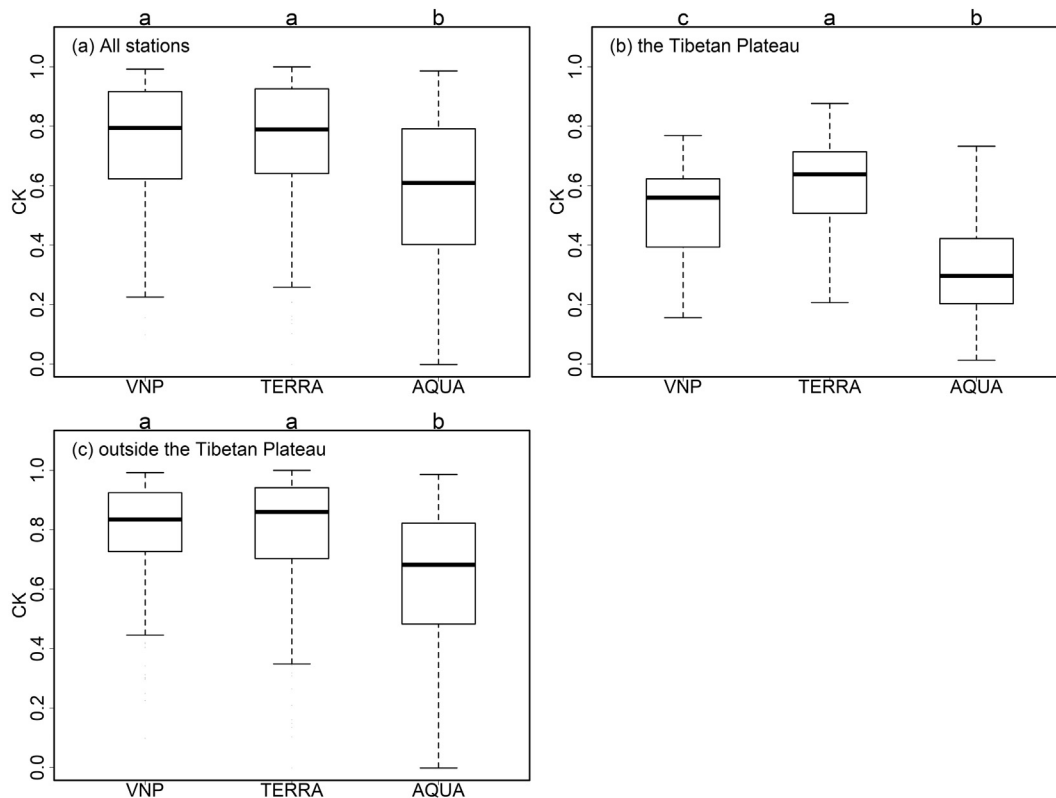 a a b
(a) All stations
CK
1.0
0.8
0.6
0.4
0.2
0.0
VNP TERRA AQUA
c a b
(b) the Tibetan Plateau
CK
1.0
0.8
0.6
0.4
0.2
0.0
VNP TERRA AQUA
a a b
(c) outside the Tibetan Plateau
CK
1.0
0.8
0.6
0.4
0.2
0.0
VNP TERRA AQUA